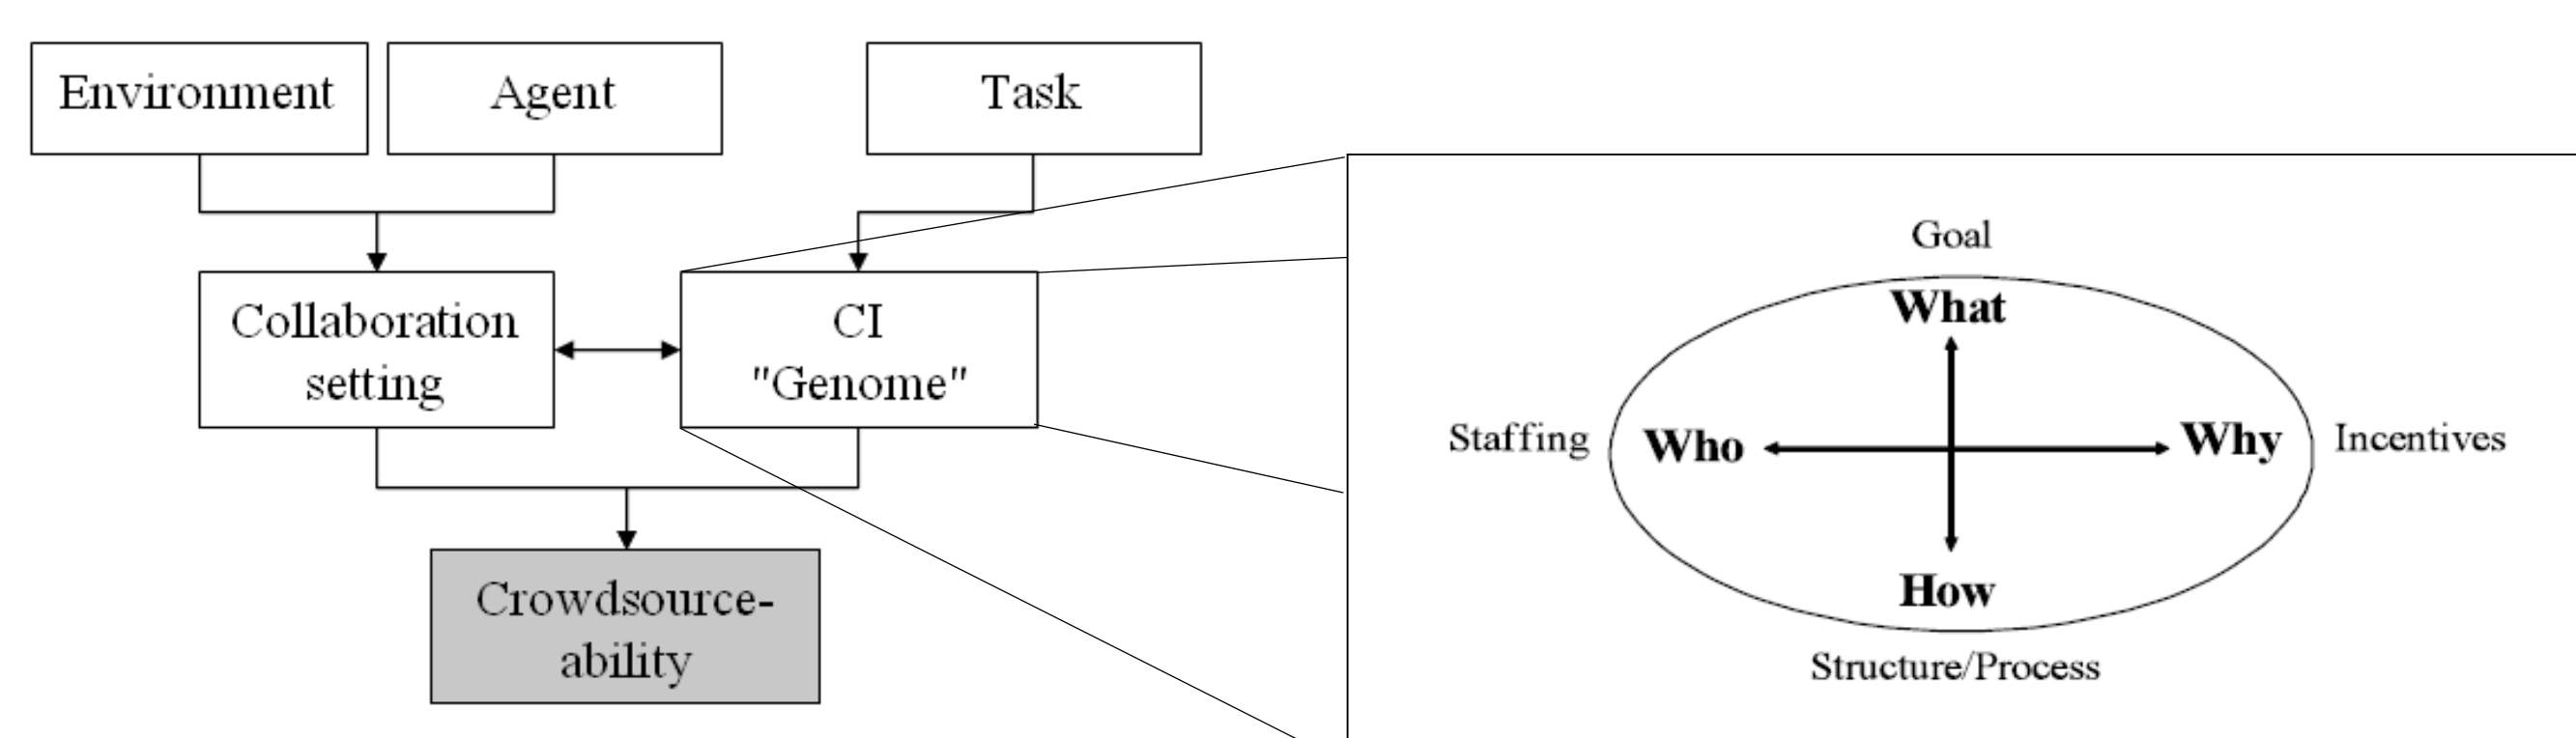 Environment
Agent
Task
Collaboration
setting
CI
"Genome"
Crowdsource-
ability
Goal
What
Staffing
Who
Why
Incentives
How
Structure/Process